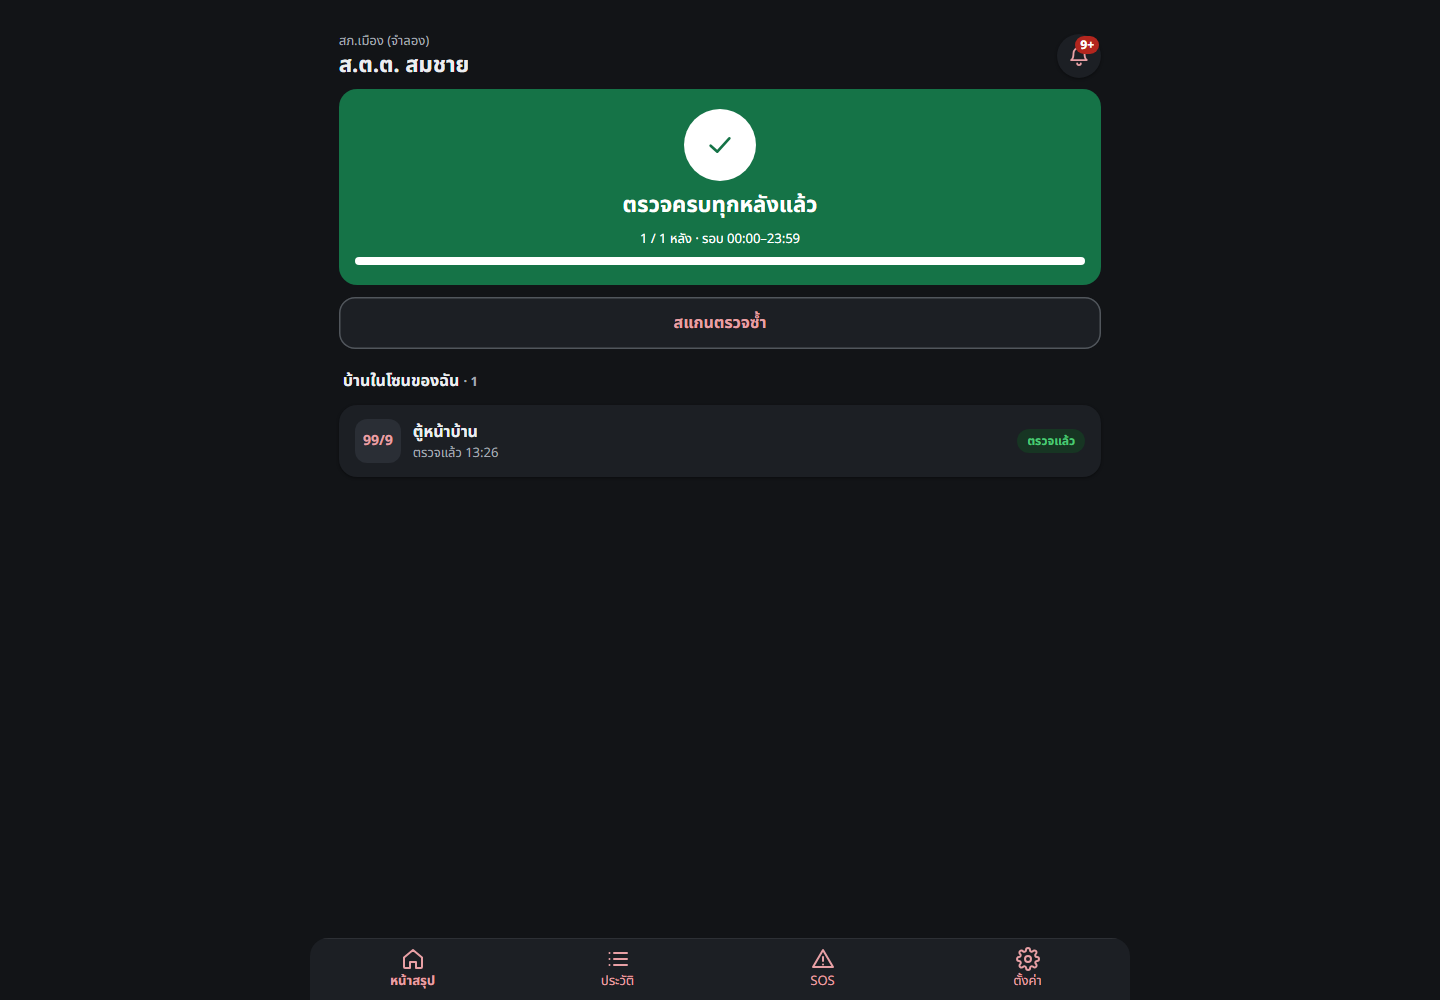 สภ.เมือง (จำลอง)
ส.ต.ต. สมชาย
9+
ตรวจครบทุกหลังแล้ว
1 / 1 หลัง · รอบ 00:00–23:59
สแกนตรวจซ้ำ
บ้านในโซนของฉัน · 1
99/9
ตู้หน้าบ้าน
ตรวจแล้ว 13:26
ตรวจแล้ว
หน้าสรุป
ประวัติ
SOS
ตั้งค่า